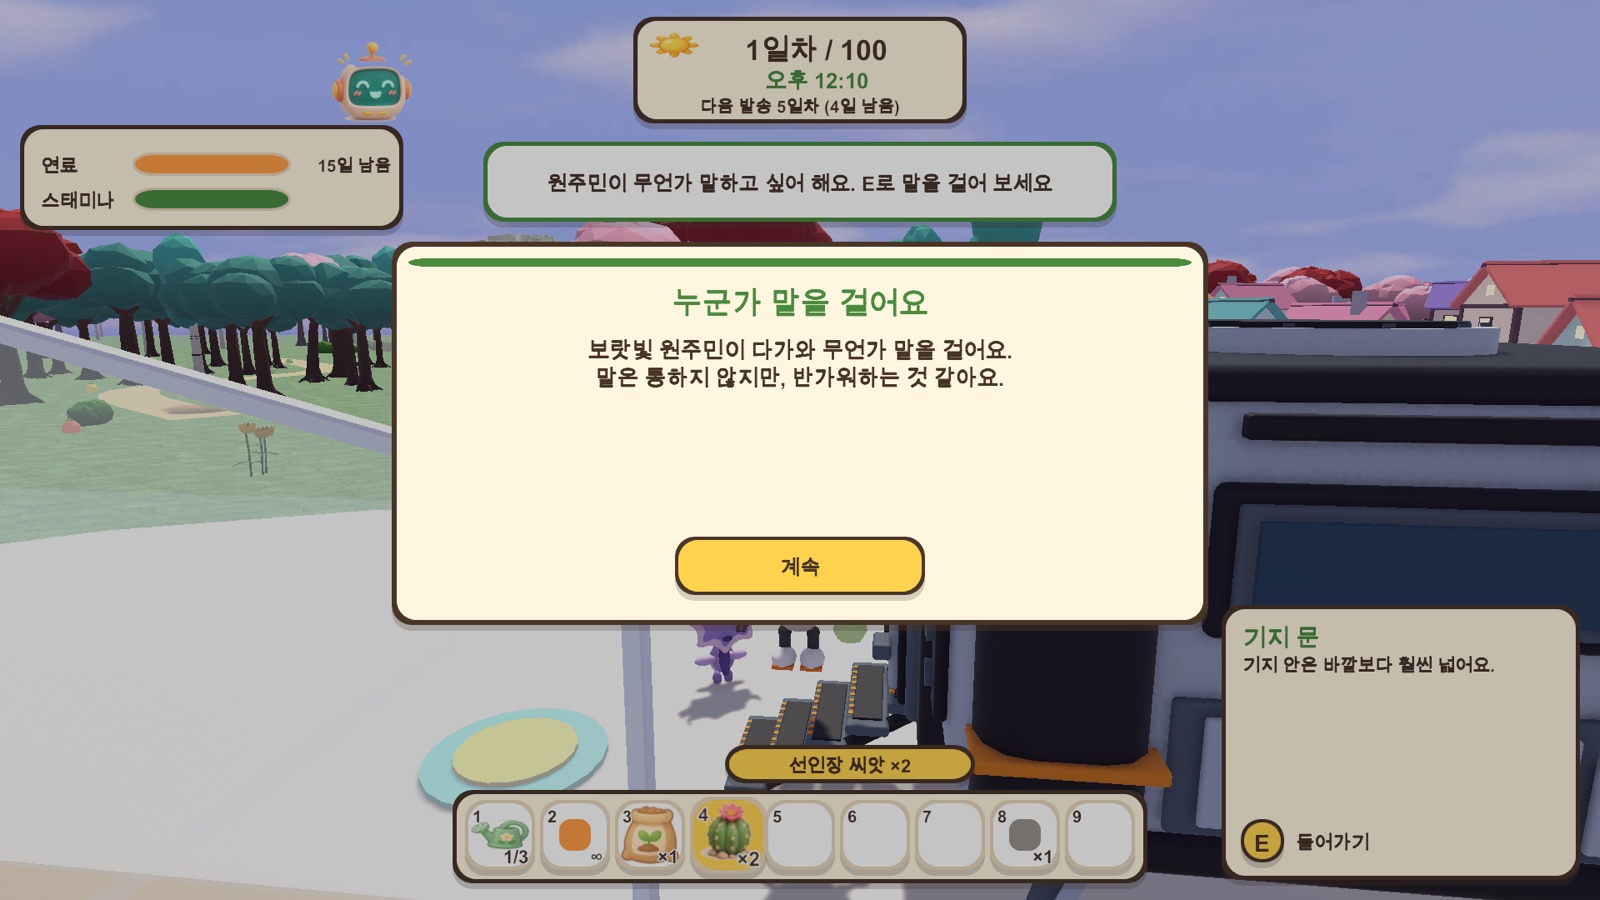 1일차 / 100
오후 12:10
다음 발송 5일차 (4일 남음)
연료
15일 남음
스태미나
원주민이 무언가 말하고 싶어 해요. E로 말을 걸어 보세요
누군가 말을 걸어요
보랏빛 원주민이 다가와 무언가 말을 걸어요.
말은 통하지 않지만, 반가워하는 것 같아요.
계속
기지 문
기지 안은 바깥보다 훨씬 넓어요.
E 들어가기
선인장 씨앗 ×2
1 2 3 4 5 6 7 8 9
1/3 ∞ ×1 ×2 ×1